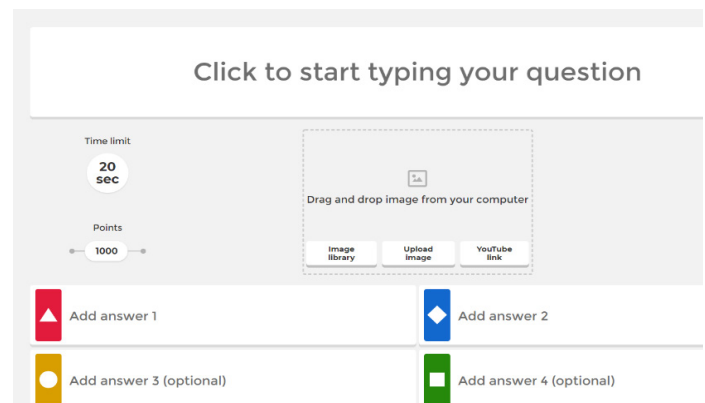 Click to start typing your question
Time limit
20
sec
Drag and drop image from your computer
Points
1000
Image
library
Upload
image
YouTube
link
Add answer 1
Add answer 2
Add answer 3 (optional)
Add answer 4 (optional)